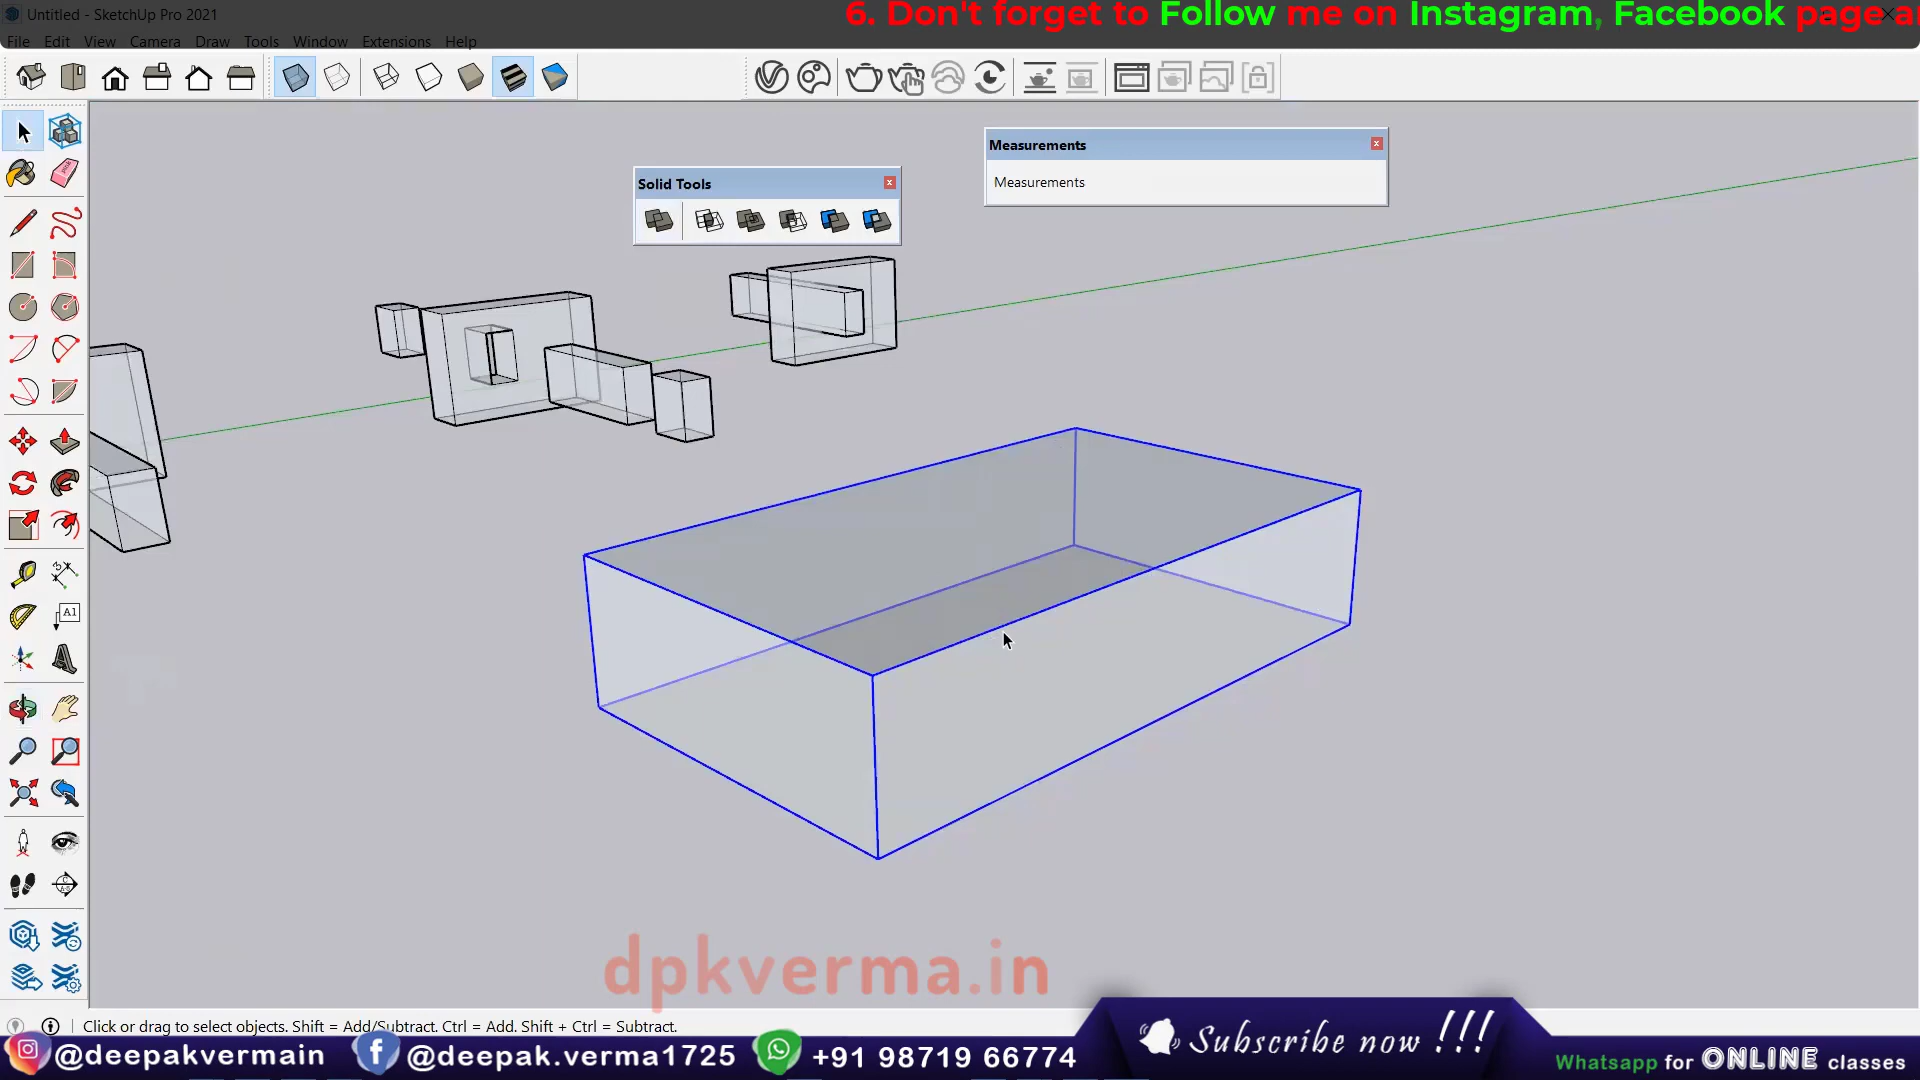 Untitled - SketchUp Pro 2021
6. Don't forget to Follow me on Instagram, Facebook page a
File Edit View Camera Draw Tools Window Extensions Help
Measurements
Solid Tools
Measurements
A1
dpkverma.in
Click or drag to select objects. Shift = Add/Subtract. Ctrl = Add. Shift + Ctrl = Subtract.
@deepakvermain @deepak.verma1725 +91 98719 66774
Subscribe now !!!
Whatsapp for ONLINE classes